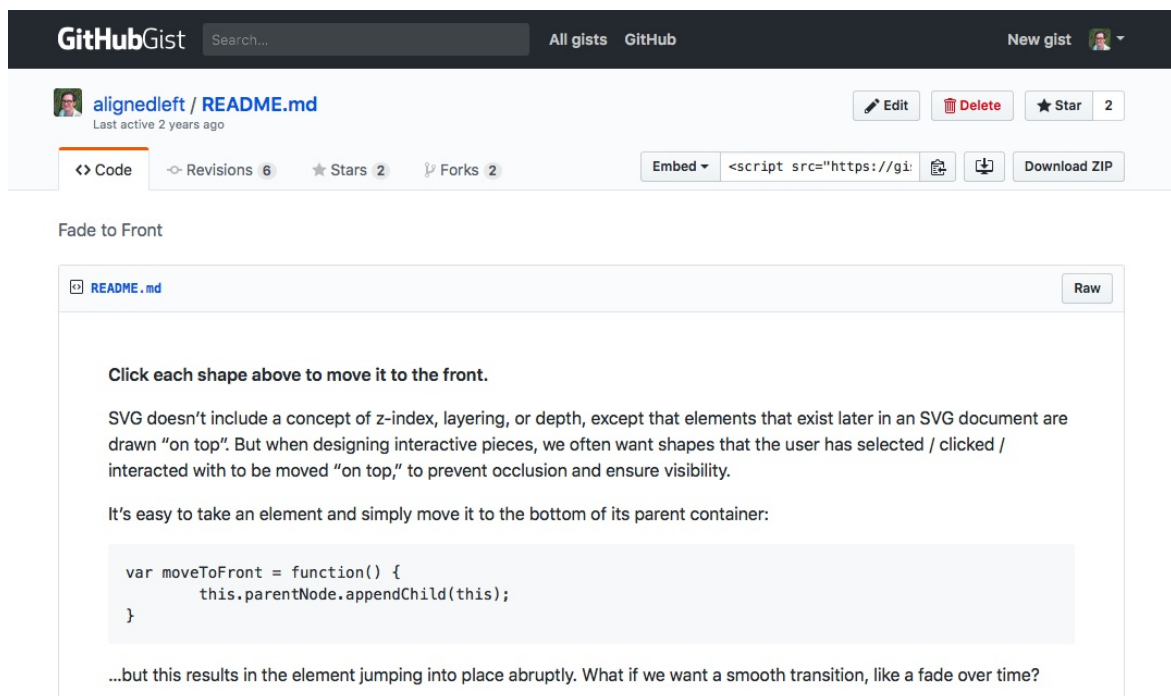 GitHubGist Search... All gists GitHub New gist
alignedleft / README.md Edit Delete Star 2
Last active 2 years ago
<> Code Revisions 6 Stars 2 Forks 2 Embed <script src="https://gi Download ZIP
Fade to Front
README.md Raw
Click each shape above to move it to the front.
SVG doesn’t include a concept of z-index, layering, or depth, except that elements that exist later in an SVG document are
drawn “on top”. But when designing interactive pieces, we often want shapes that the user has selected / clicked /
interacted with to be moved “on top,” to prevent occlusion and ensure visibility.
It’s easy to take an element and simply move it to the bottom of its parent container:
var moveToFront = function() {
        this.parentNode.appendChild(this);
}
...but this results in the element jumping into place abruptly. What if we want a smooth transition, like a fade over time?